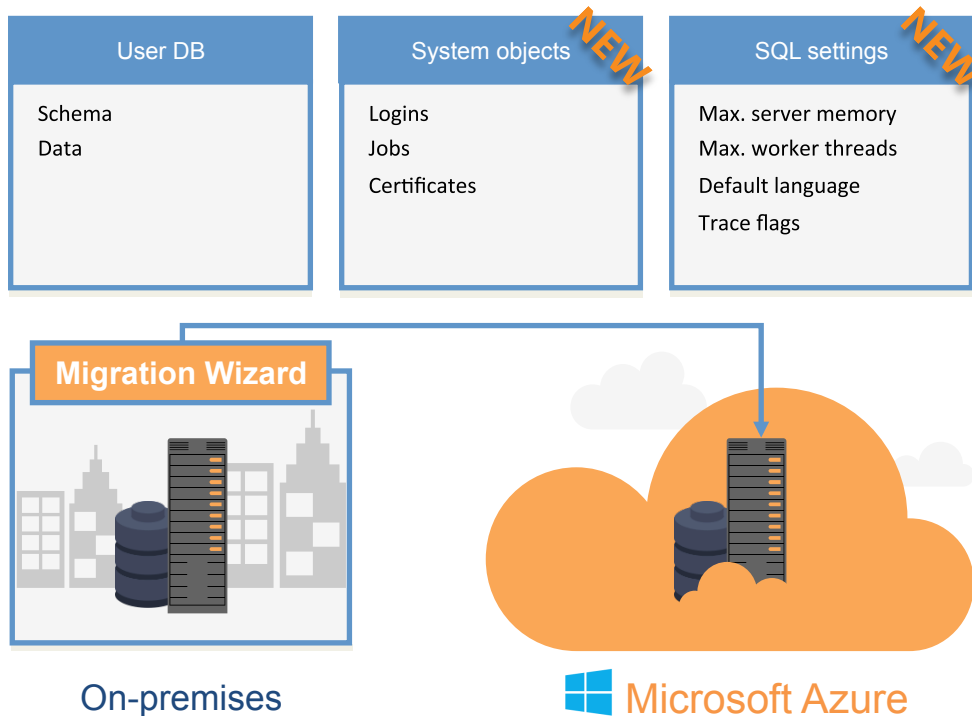 User DB
Schema
Data
System objects
NEW
Logins
Jobs
Certificates
SQL settings
NEW
Max. server memory
Max. worker threads
Default language
Trace flags
Migration Wizard
On-premises
Microsoft Azure